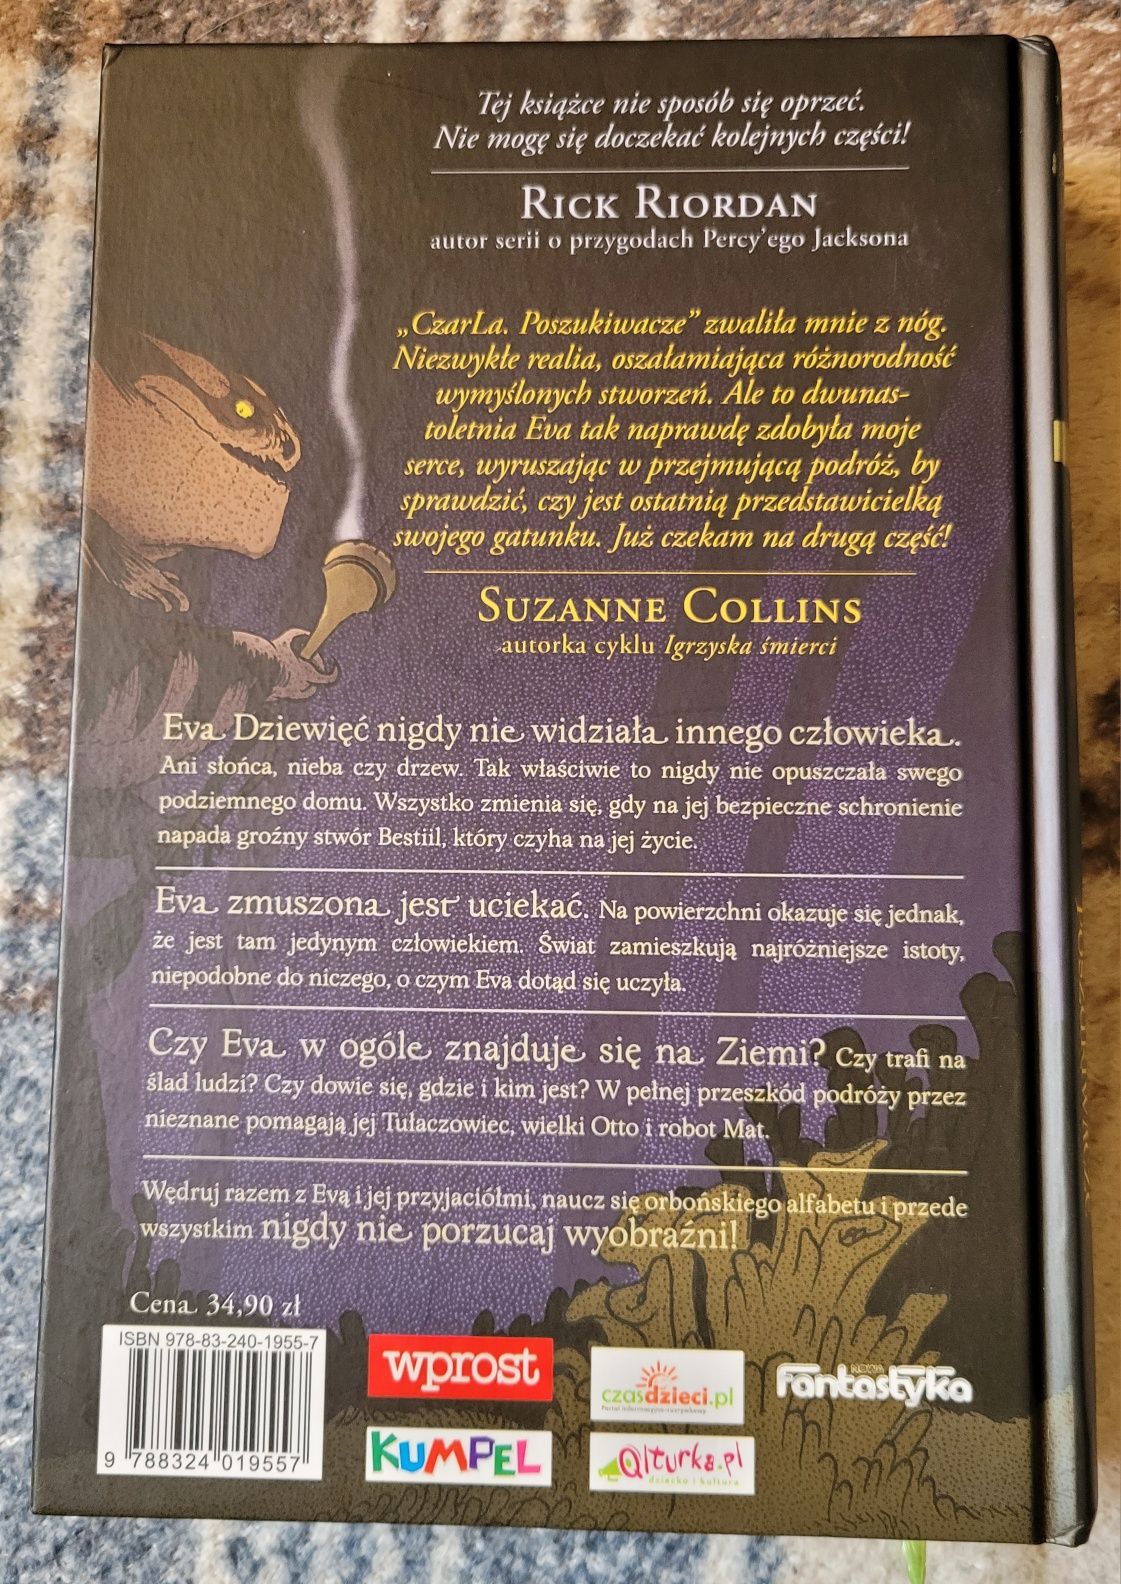 Tej książce nie sposób się oprzeć.
Nie mogę się doczekać kolejnych części!
Rick Riordan
autor serii o przygodach Percy'ego Jacksona
„CzarLa. Poszukiwacze" zwaliła mnie z nóg.
Niezwykłe realia, oszałamiająca różnorodność
wymyślonych stworzeń. Ale to dwunas-
toletnia Eva tak naprawdę zdobyła moje
serce, wyruszając w przejmującą podróż, by
sprawdzić, czy jest ostatnią przedstawicielką
swojego gatunku. Już czekam na drugą część!
Suzanne Collins
autorka cyklu Igrzyska śmierci
Eva Dziewięć nigdy nie widziała innego człowieka.
Ani słońca, nieba czy drzew. Tak właściwie to nigdy nie opuszczała swego
podziemnego domu. Wszystko zmienia się, gdy na jej bezpieczne schronienie
napada groźny stwór Bestiil, który czyha na jej życie.
Eva zmuszona jest uciekać. Na powierzchni okazuje się jednak,
że jest tam jedynym człowiekiem. Świat zamieszkują najróżniejsze istoty,
niepodobne do niczego, o czym Eva dotąd się uczyła.
Czy Eva w ogóle znajduje się na Ziemi? Czy trafi na
ślad ludzi? Czy dowie się, gdzie i kim jest? W pełnej przeszkód podróży przez
nieznane pomagają jej Tułaczowiec, wielki Otto i robot Mat.
Wędruj razem z Evą i jej przyjaciółmi, naucz się orbońskiego alfabetu i przede
wszystkim nigdy nie porzucaj wyobraźni!
Cena 34,90 zł
ISBN 978-83-240-1955-7
9 788324 019557
wprost
czasdzieci.pl
NOWA
Fantastyka
KUMPEL
Qlturka.pl
dziecko i kultura